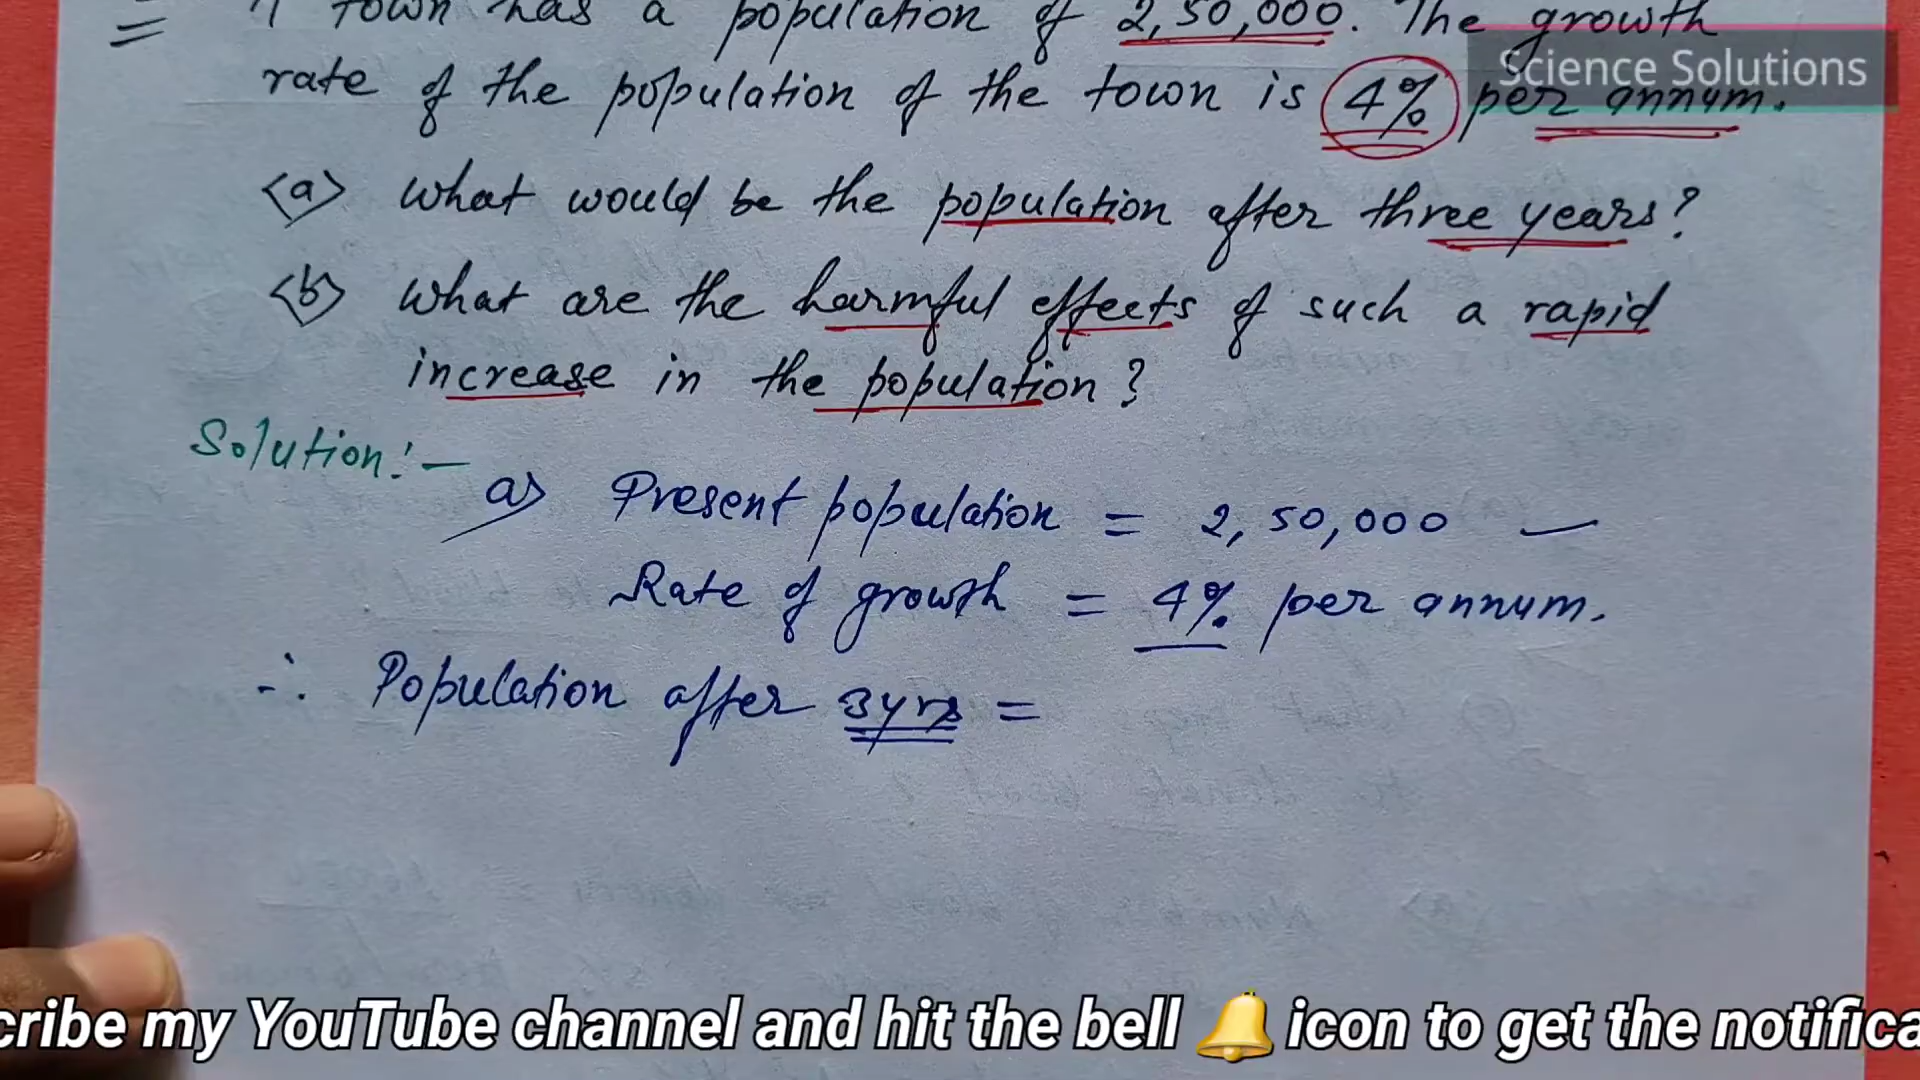 A town has a population of 2,50,000. The growth
Science Solutions
rate of the population of the town is 4% per annum.
<a> What would be the population after three years?
<b> What are the harmful effects of such a rapid
increase in the population?
Solution:-
a> Present population = 2,50,000 —
Rate of growth = 4% per annum.
∴ Population after 3yrs =
cribe my YouTube channel and hit the bell 🔔 icon to get the notifica